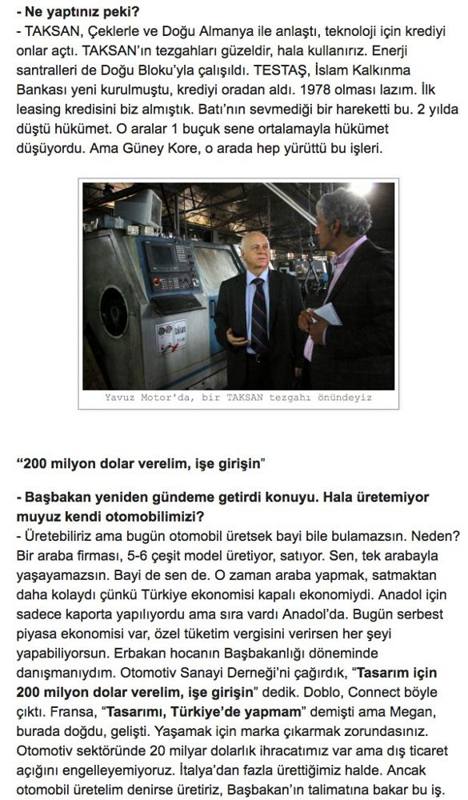 - Ne yaptınız peki?
- TAKSAN, Çeklerle ve Doğu Almanya ile anlaştı, teknoloji için krediyi
onlar açtı. TAKSAN’ın tezgahları güzeldir, hala kullanırız. Enerji
santralleri de Doğu Bloku’yla çalışıldı. TESTAŞ, İslam Kalkınma
Bankası yeni kurulmuştu, krediyi oradan aldı. 1978 olması lazım. İlk
leasing kredisini biz almıştık. Batı’nın sevmediği bir hareketti bu. 2 yılda
düştü hükümet. O aralar 1 buçuk sene ortalamayla hükümet
düşüyordu. Ama Güney Kore, o arada hep yürüttü bu işleri.
taksan
Yavuz Motor'da, bir TAKSAN tezgahı önündeyiz
“200 milyon dolar verelim, işe girişin”
- Başbakan yeniden gündeme getirdi konuyu. Hala üretemiyor
muyuz kendi otomobilimizi?
- Üretebiliriz ama bugün otomobil üretsek bayi bile bulamazsın. Neden?
Bir araba firması, 5-6 çeşit model üretiyor, satıyor. Sen, tek arabayla
yaşayamazsın. Bayi de sen de. O zaman araba yapmak, satmaktan
daha kolaydı çünkü Türkiye ekonomisi kapalı ekonomiydi. Anadol için
sadece kaporta yapılıyordu ama sıra vardı Anadol’da. Bugün serbest
piyasa ekonomisi var, özel tüketim vergisini verirsen her şeyi
yapabiliyorsun. Erbakan hocanın Başbakanlığı döneminde
danışmanıydım. Otomotiv Sanayi Derneği’ni çağırdık, “Tasarım için
200 milyon dolar verelim, işe girişin” dedik. Doblo, Connect böyle
çıktı. Fransa, “Tasarımı, Türkiye’de yapmam” demişti ama Megan,
burada doğdu, gelişti. Yaşamak için marka çıkarmak zorundasınız.
Otomotiv sektöründe 20 milyar dolarlık ihracatımız var ama dış ticaret
açığını engelleyemiyoruz. İtalya’dan fazla ürettiğimiz halde. Ancak
otomobil üretelim denirse üretiriz, Başbakan’ın talimatına bakar bu iş.